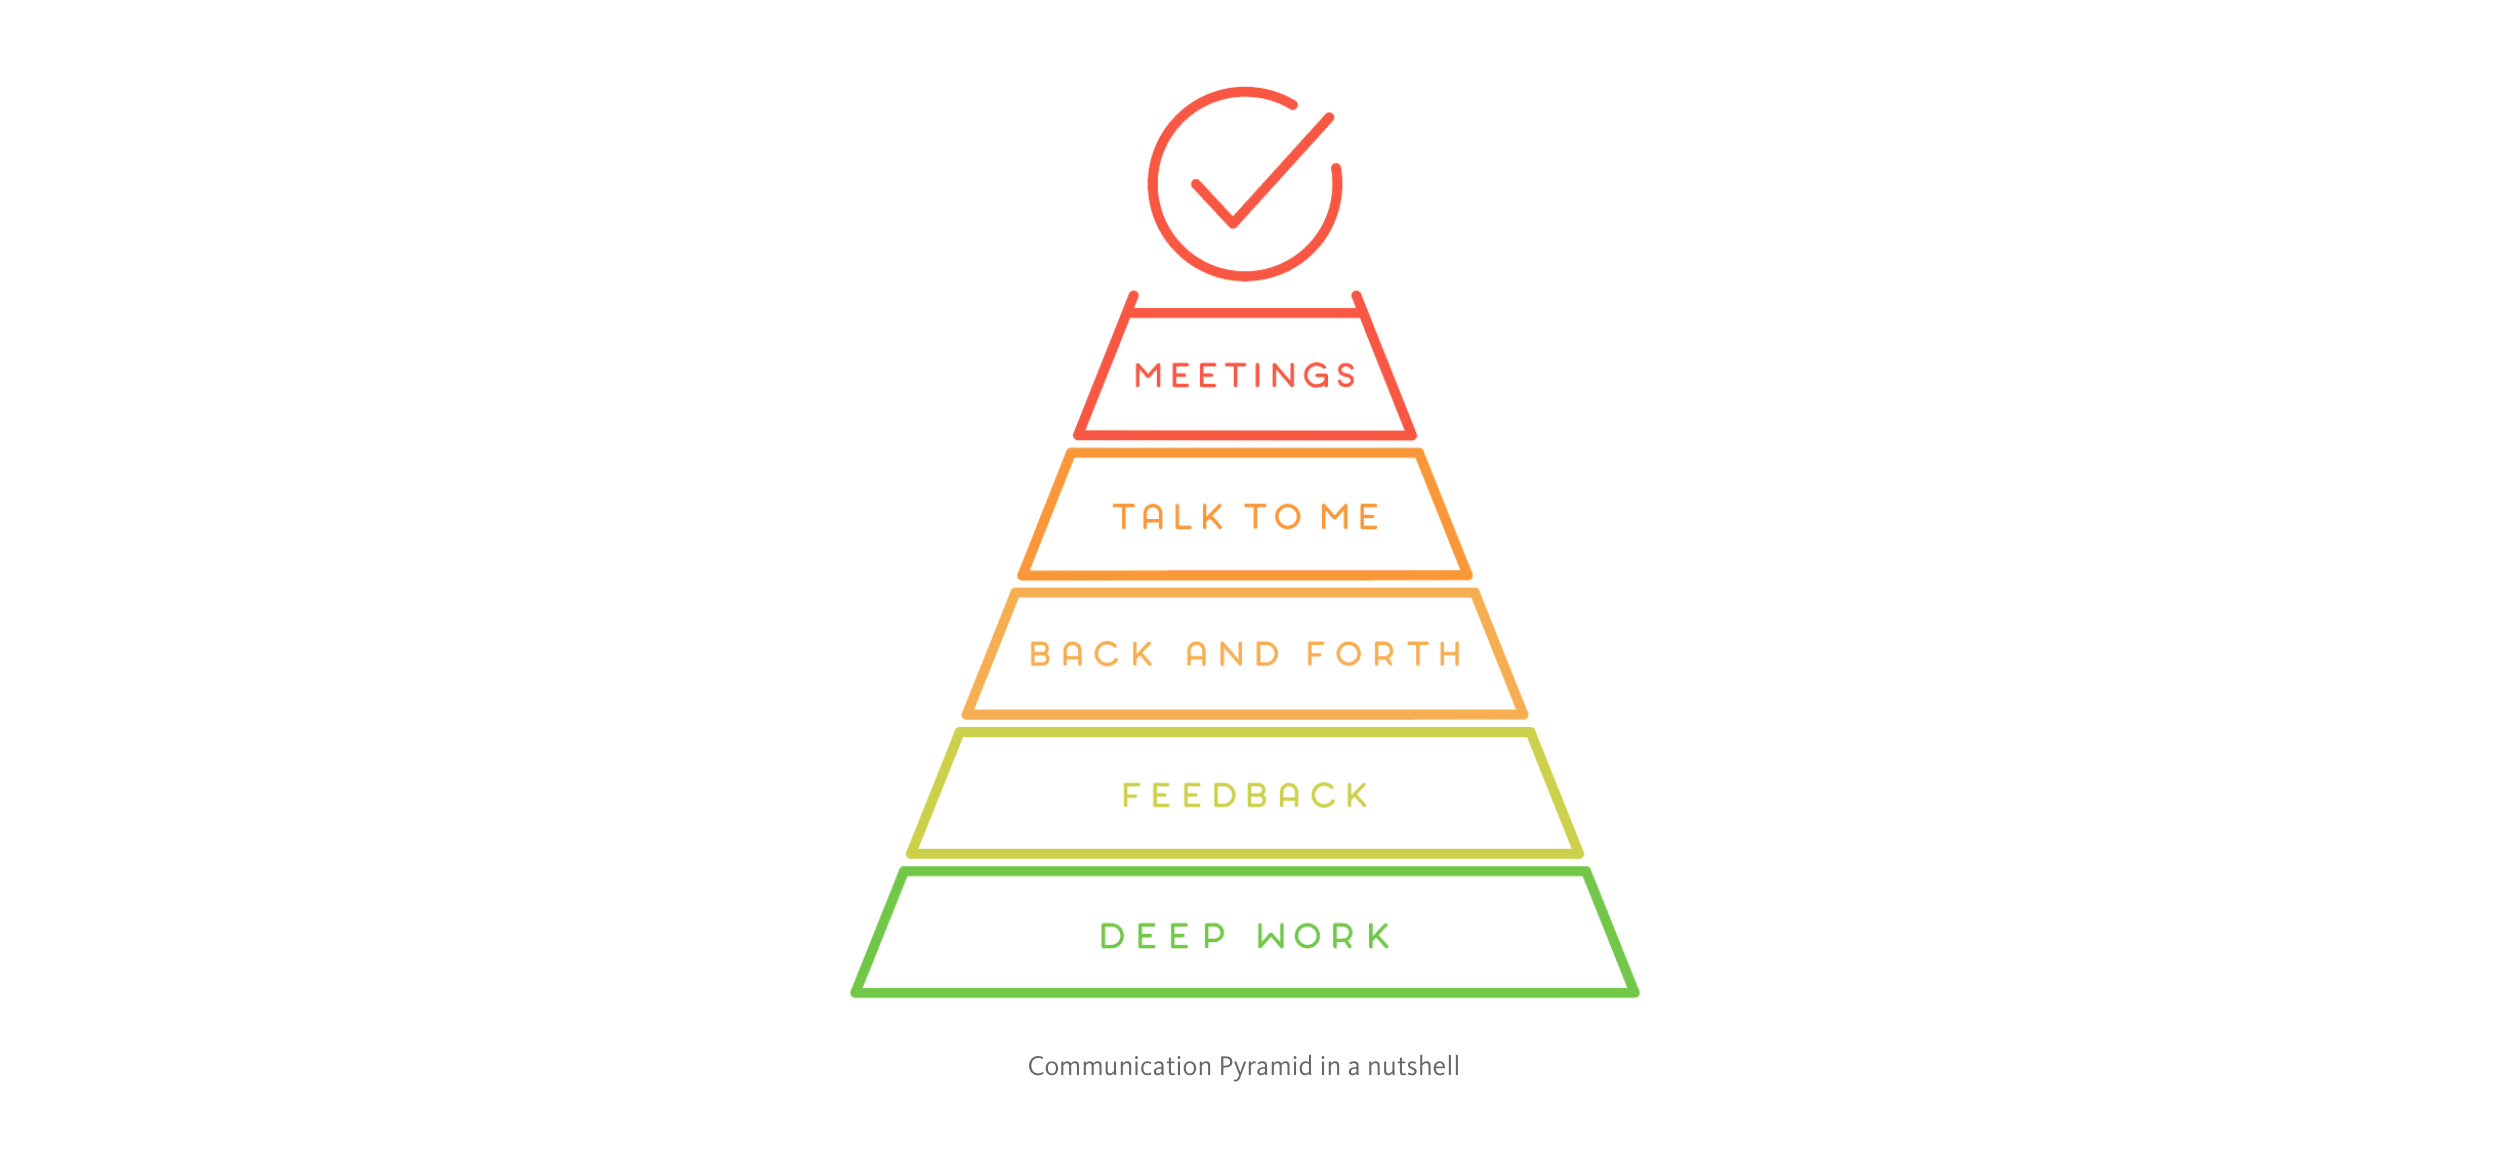 MEETINGS
TALK TO ME
BACK AND FORTH
FEEDBACK
DEEP WORK
Communication Pyramid in a nutshell